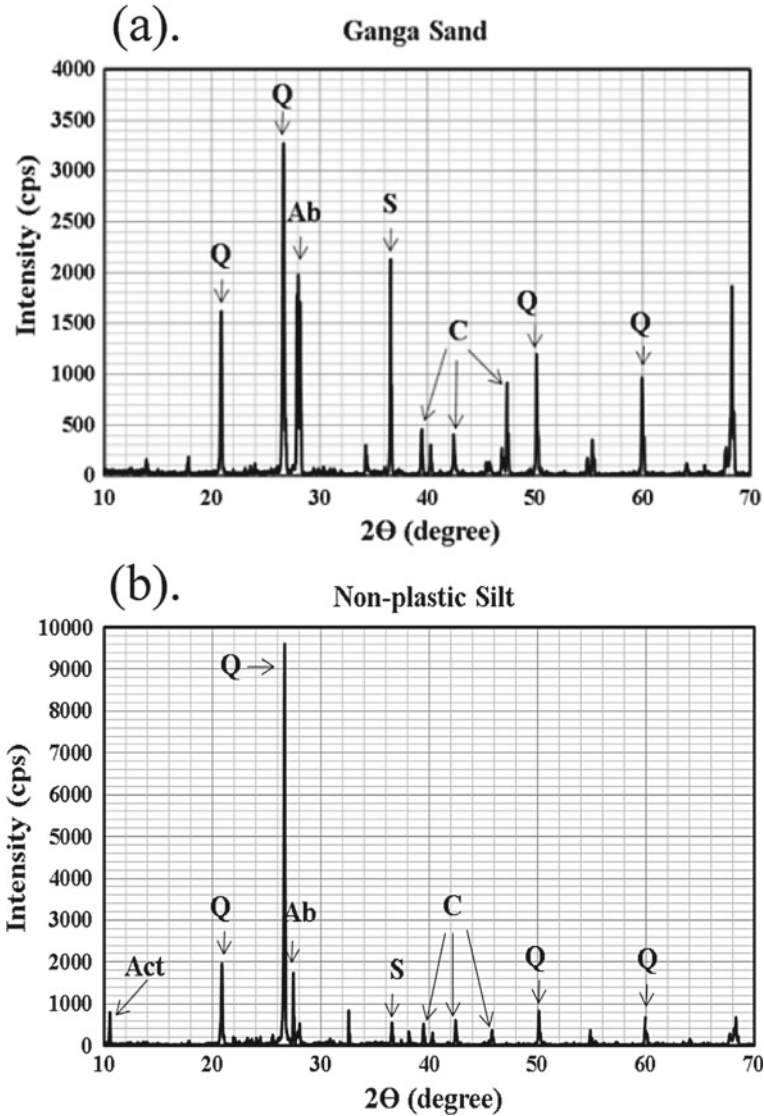 (a). Ganga Sand
4000
3500
3000
2500
2000
1500
1000
500
0
Intensity (cps)
Q
Q
Ab
S
C
Q
Q
10 20 30 40 50 60 70
2Θ (degree)
(b). Non-plastic Silt
10000
9000
8000
7000
6000
5000
4000
3000
2000
1000
0
Intensity (cps)
Act
Q
Q
Ab
S
C
Q
Q
10 20 30 40 50 60 70
2Θ (degree)